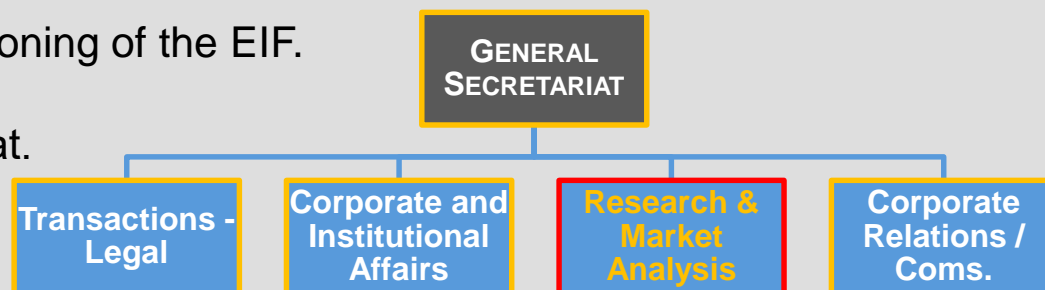 oning of the EIF.
at.
GENERAL
SECRETARIAT
Transactions -
Legal
Corporate and
Institutional
Affairs
Research &
Market
Analysis
Corporate
Relations /
Coms.